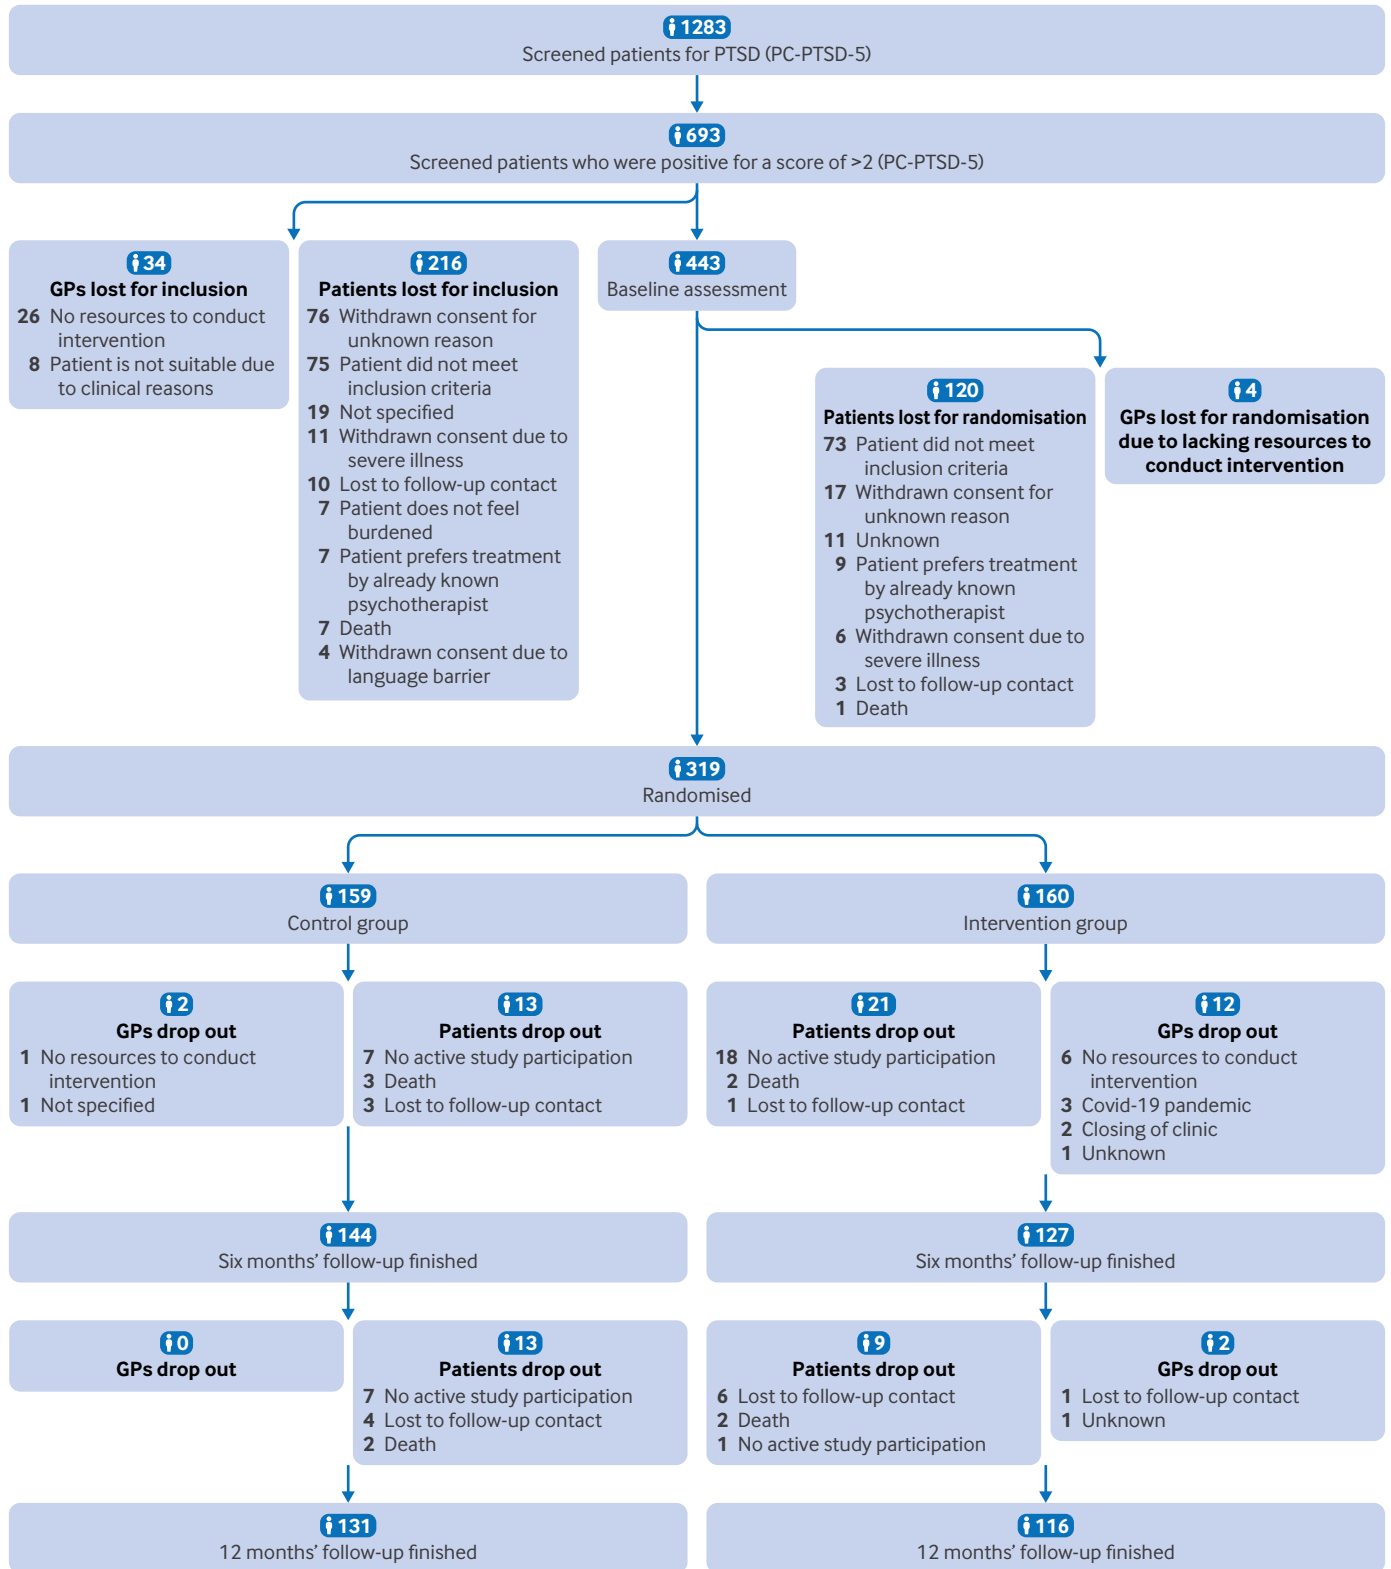 1283
Screened patients for PTSD (PC-PTSD-5)
693
Screened patients who were positive for a score of >2 (PC-PTSD-5)
34
GPs lost for inclusion
26 No resources to conduct
intervention
8 Patient is not suitable due
to clinical reasons
216
Patients lost for inclusion
76 Withdrawn consent for
unknown reason
75 Patient did not meet
inclusion criteria
19 Not specified
11 Withdrawn consent due to
severe illness
10 Lost to follow-up contact
7 Patient does not feel
burdened
7 Patient prefers treatment
by already known
psychotherapist
7 Death
4 Withdrawn consent due to
language barrier
443
Baseline assessment
120
Patients lost for randomisation
73 Patient did not meet
inclusion criteria
17 Withdrawn consent for
unknown reason
11 Unknown
9 Patient prefers treatment
by already known
psychotherapist
6 Withdrawn consent due to
severe illness
3 Lost to follow-up contact
1 Death
4
GPs lost for randomisation
due to lacking resources to
conduct intervention
319
Randomised
159
Control group
160
Intervention group
2
GPs drop out
1 No resources to conduct
intervention
1 Not specified
13
Patients drop out
7 No active study participation
3 Death
3 Lost to follow-up contact
21
Patients drop out
18 No active study participation
2 Death
1 Lost to follow-up contact
12
GPs drop out
6 No resources to conduct
intervention
3 Covid-19 pandemic
2 Closing of clinic
1 Unknown
144
Six months' follow-up finished
127
Six months' follow-up finished
0
GPs drop out
13
Patients drop out
7 No active study participation
4 Lost to follow-up contact
2 Death
9
Patients drop out
6 Lost to follow-up contact
2 Death
1 No active study participation
2
GPs drop out
1 Lost to follow-up contact
1 Unknown
131
12 months' follow-up finished
116
12 months' follow-up finished